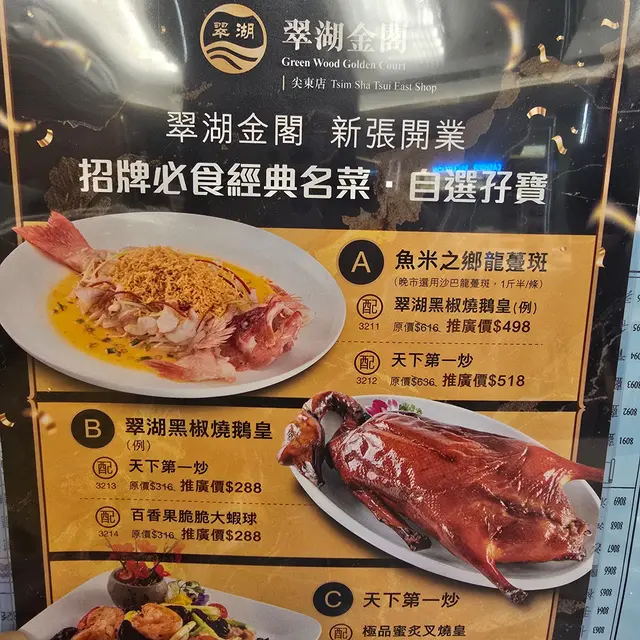 翠湖
翠湖金閣
Green Wood Golden Court
尖東店 Tsim Sha Tsui East Shop
翠湖金閣 新張開業
招牌必食經典名菜·自選孖寶
A 魚米之鄉龍躉斑
(晚市選用沙巴龍躉斑,1斤半/條)
配 翠湖黑椒燒鵝皇(例)
3211 原價$616 推廣價$498
配 天下第一炒
3212 原價$636 推廣價$518
B 翠湖黑椒燒鵝皇
(例)
配 天下第一炒
3213 原價$316 推廣價$288
配 百香果脆脆大蝦球
3214 原價$316 推廣價$288
C 天下第一炒
配 極品蜜炙叉燒皇